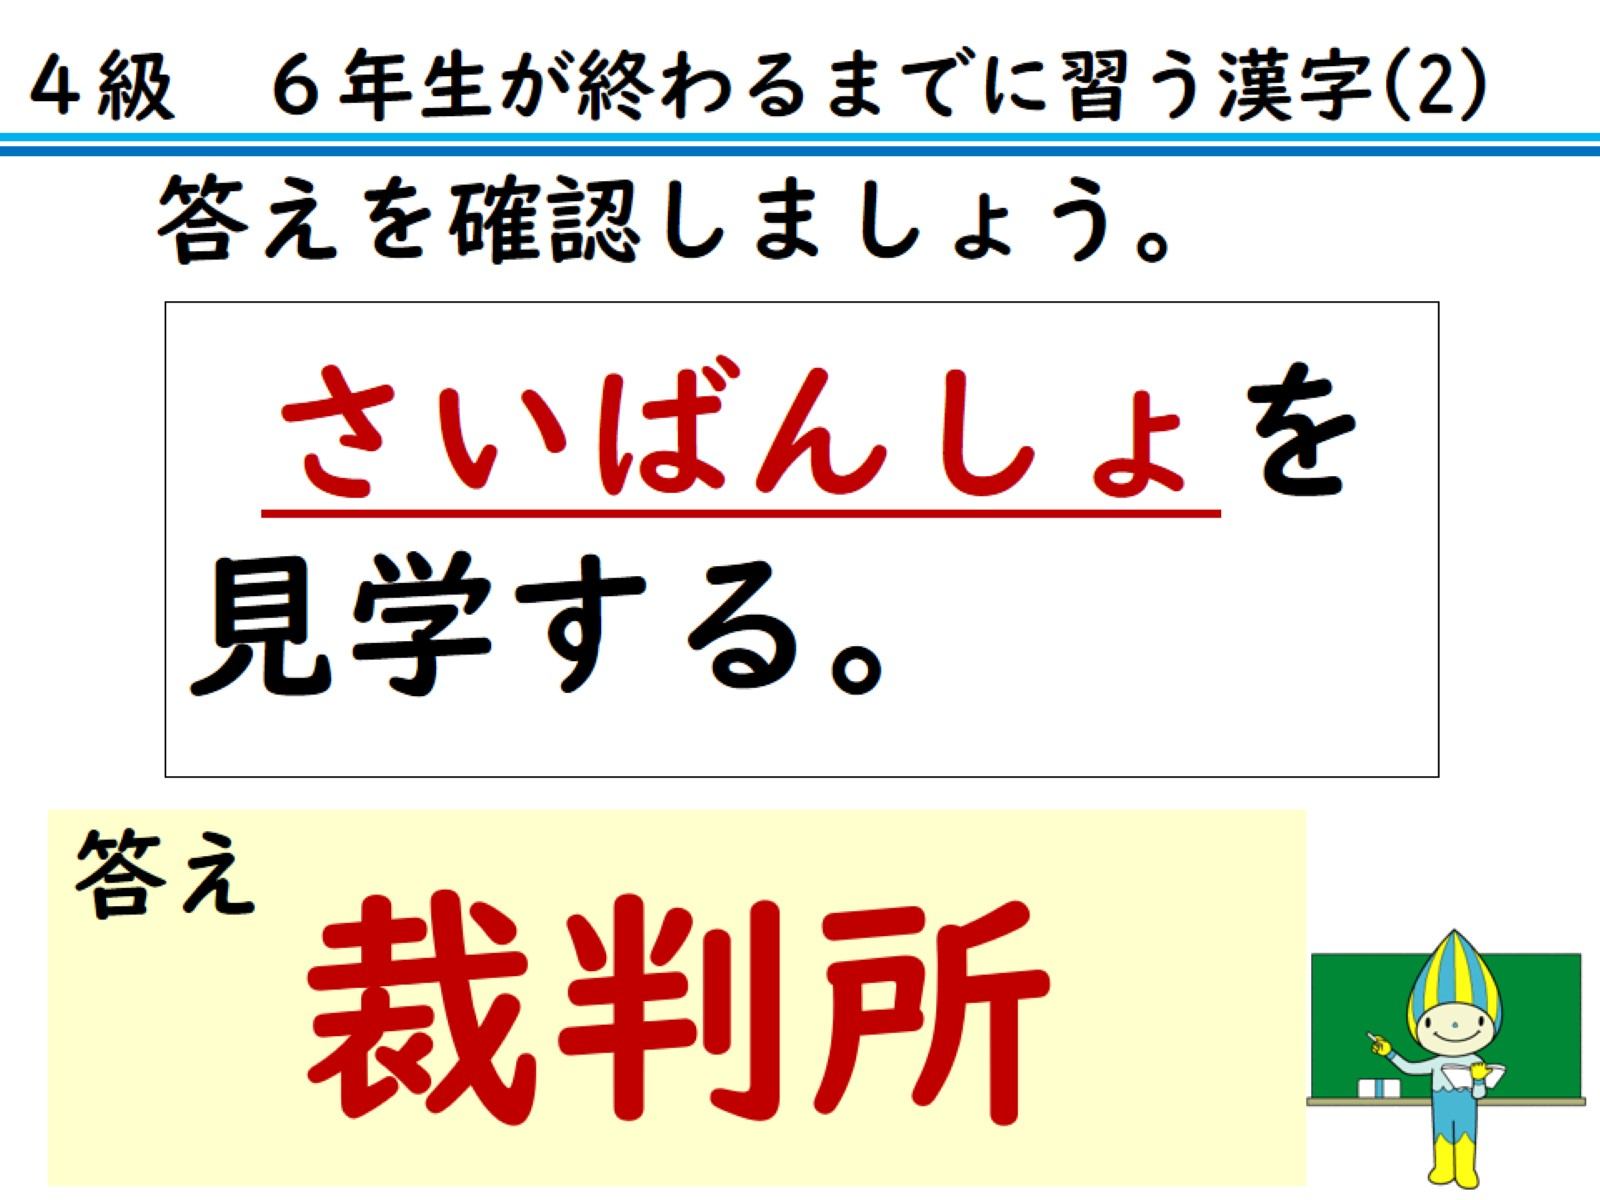 ４級　６年生が終わるまでに習う漢字(2)
答えを確認しましょう。
さいばんしょを
見学する。
答え
裁判所